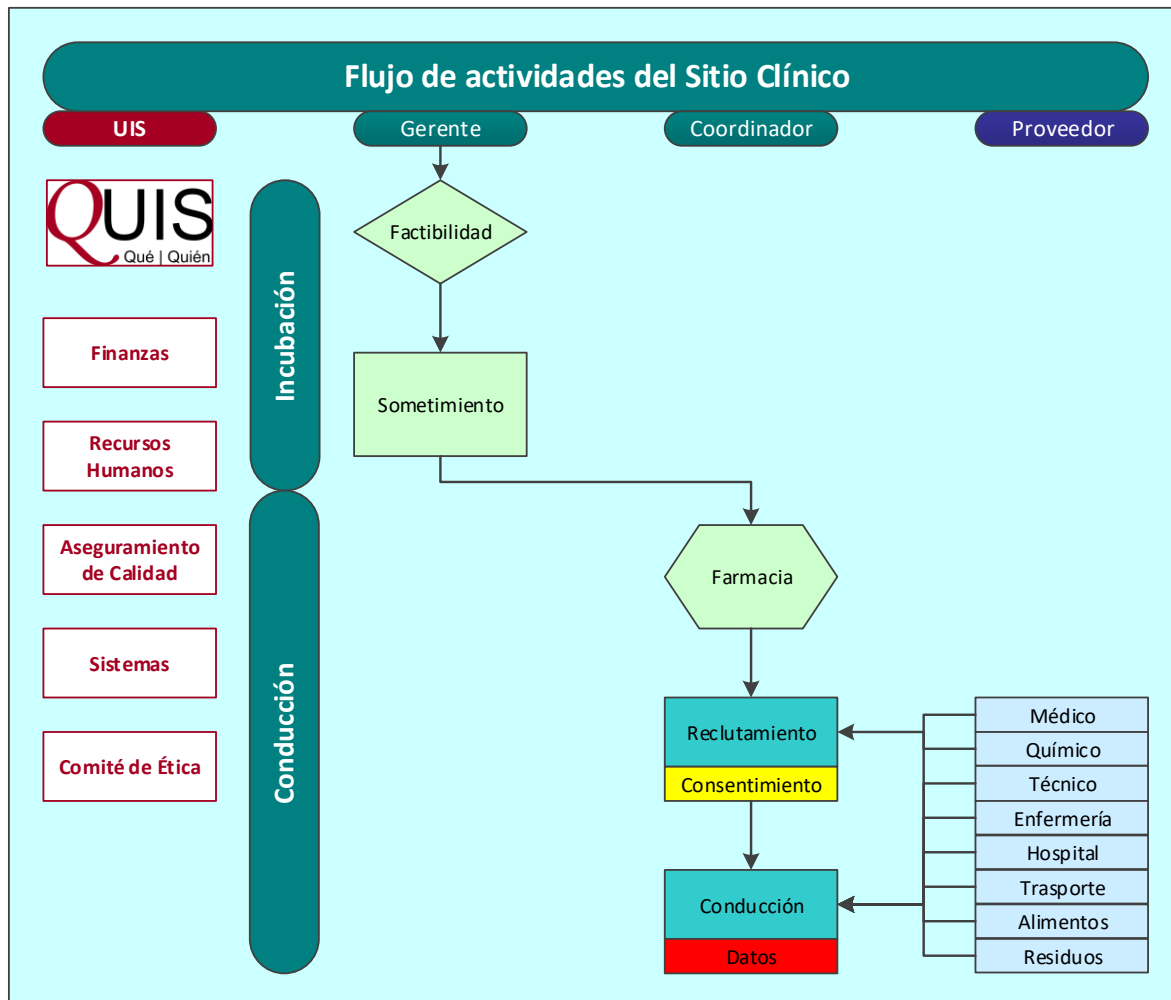 Flujo de actividades del Sitio Clínico
UIS
Gerente
Coordinador
Proveedor
QUIS
Qué | Quién
Finanzas
Recursos
Humanos
Aseguramiento
de Calidad
Sistemas
Comité de Ética
Incubación
Conducción
Factibilidad
Sometimiento
Farmacia
Reclutamiento
Consentimiento
Conducción
Datos
Médico
Químico
Técnico
Enfermería
Hospital
Trasporte
Alimentos
Residuos